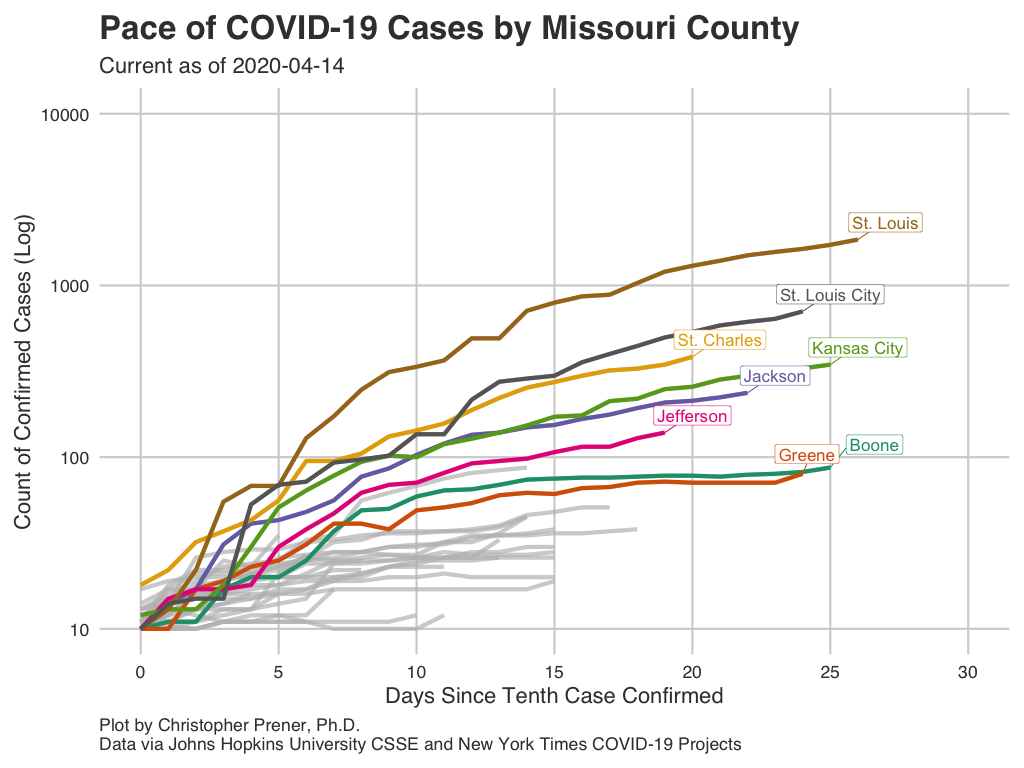 Pace of COVID-19 Cases by Missouri County
Current as of 2020-04-14
Count of Confirmed Cases (Log)
10000
1000
100
10
St. Louis
St. Louis City
St. Charles
Kansas City
Jackson
Jefferson
Boone
Greene
0 5 10 15 20 25 30
Days Since Tenth Case Confirmed
Plot by Christopher Prener, Ph.D.
Data via Johns Hopkins University CSSE and New York Times COVID-19 Projects